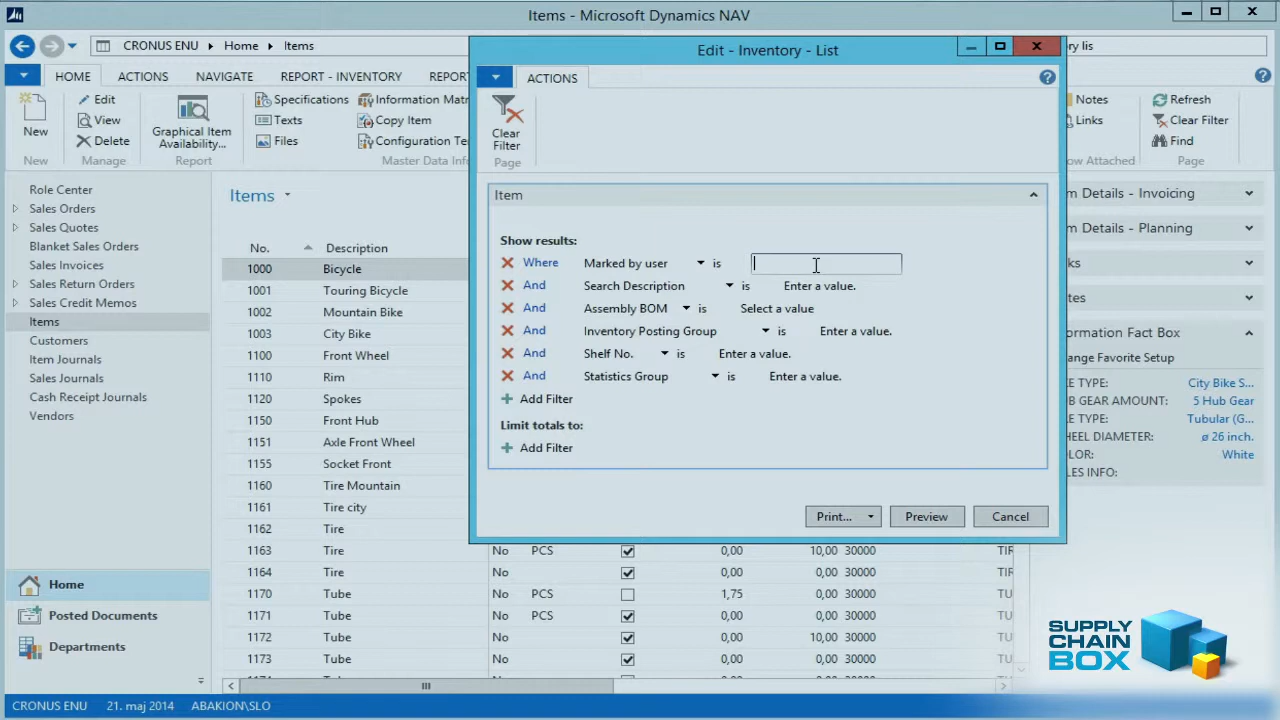 Items - Microsoft Dynamics NAV
CRONUS ENU
Home
Items
ry lis
HOME
ACTIONS
NAVIGATE
REPORT - INVENTORY
REPOR
New
Edit
View
Delete
Graphical Item
Availability...
Specifications
Texts
Files
Information Matr
Copy Item
Configuration Te
New
Manage
Report
Master Data Inf
Notes
Links
Refresh
Clear Filter
Find
ow Attached
Page
Edit - Inventory - List
ACTIONS
Clear
Filter
Page
Item
Show results:
Where Marked by user is
And Search Description is Enter a value.
And Assembly BOM is Select a value
And Inventory Posting Group is Enter a value.
And Shelf No. is Enter a value.
And Statistics Group is Enter a value.
Add Filter
Limit totals to:
Add Filter
Print...
Preview
Cancel
Role Center
Sales Orders
Sales Quotes
Blanket Sales Orders
Sales Invoices
Sales Return Orders
Sales Credit Memos
Items
Customers
Item Journals
Sales Journals
Cash Receipt Journals
Vendors
Home
Posted Documents
Departments
Items
No. Description
1000 Bicycle
1001 Touring Bicycle
1002 Mountain Bike
1003 City Bike
1100 Front Wheel
1110 Rim
1120 Spokes
1150 Front Hub
1151 Axle Front Wheel
1155 Socket Front
1160 Tire Mountain
1161 Tire city
1162 Tire
1163 Tire No PCS 0,00 10,00 30000 TIR
1164 Tire No 0,00 0,00 30000 TIR
1170 Tube No PCS 1,75 0,00 30000 TU
1171 Tube No PCS 0,00 0,00 30000 TU
1172 Tube No 0,00 10,00 30000 TU
1173 Tube No 0,00 0,00 30000 TU
m Details - Invoicing
m Details - Planning
ks
tes
formation Fact Box
ange Favorite Setup
E TYPE: City Bike S...
GEAR AMOUNT: 5 Hub Gear
E TYPE: Tubular (G...
HEEL DIAMETER: ø 26 inch.
OLOR: White
LES INFO:
SUPPLY
CHAIN
BOX
CRONUS ENU
21. maj 2014
ABAKION\SLO